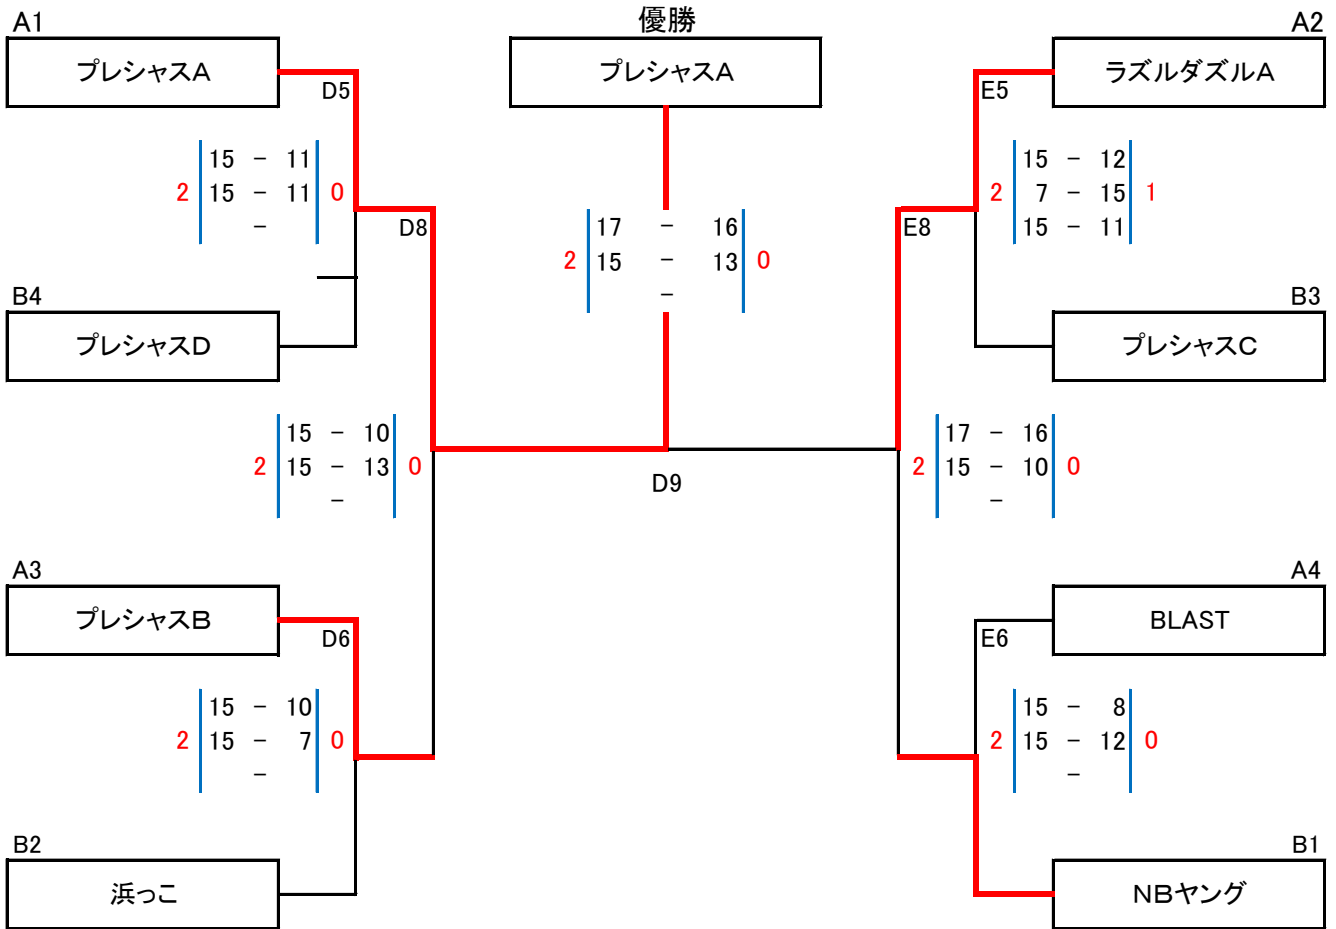 A1
優勝
A2
プレシャスA
プレシャスA
ラズルダズルA
D5
E5
15 － 11
2 15 － 11 0
－
15 － 12
2 7 － 15 1
15 － 11
D8
E8
17 － 16
2 15 － 13 0
－
B4
B3
プレシャスD
プレシャスC
15 － 10
2 15 － 13 0
－
17 － 16
2 15 － 10 0
－
D9
A3
A4
プレシャスB
BLAST
D6
E6
15 － 10
2 15 － 7 0
－
15 － 8
2 15 － 12 0
－
B2
B1
浜っこ
NBヤング